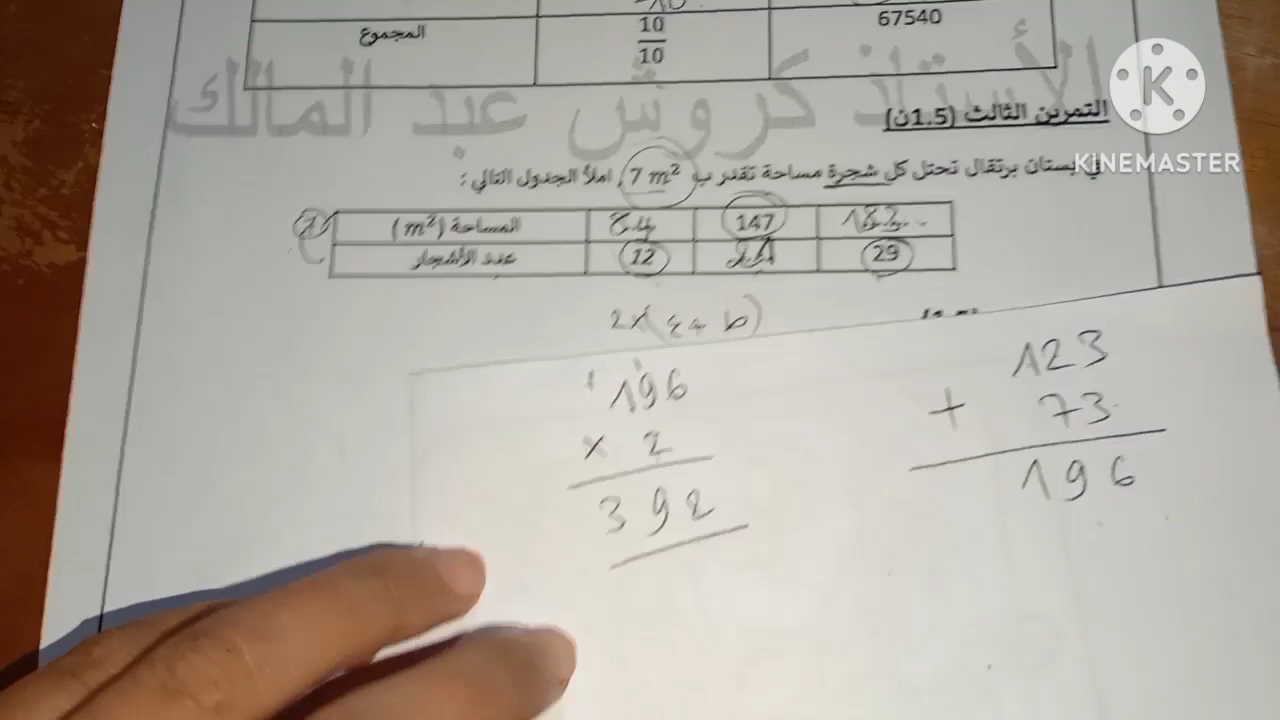 67540
10
10
المجموع
الأستاذ كروش عبد المالك
K
KINEMASTER
التمرين الثالث (1.5ن)
في بستان برتقال تحتل كل شجرة مساحة تقدر ب 7 m², املأ الجدول التالي :
المساحة (m²) 147
عدد الأشجار 12 29
2×(
196
× 2
392
123
+ 73
196